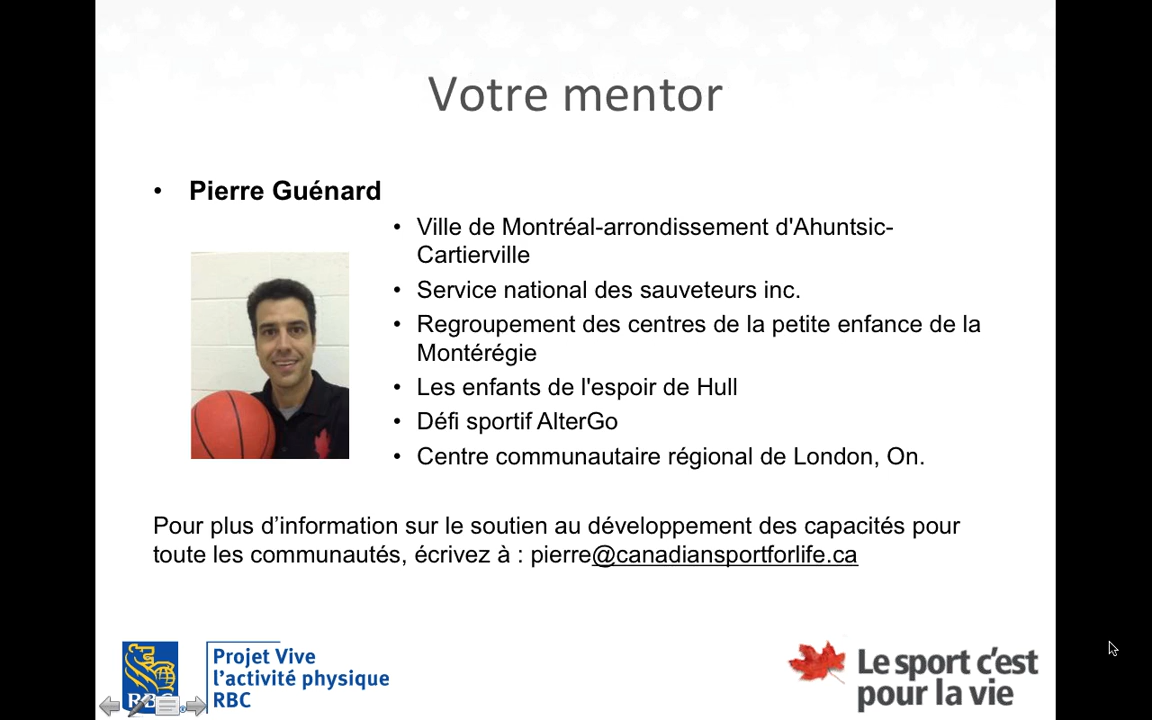 Votre mentor
• Pierre Guénard
• Ville de Montréal-arrondissement d'Ahuntsic-
Cartierville
• Service national des sauveteurs inc.
• Regroupement des centres de la petite enfance de la
Montérégie
• Les enfants de l'espoir de Hull
• Défi sportif AlterGo
• Centre communautaire régional de London, On.
Pour plus d’information sur le soutien au développement des capacités pour
toute les communautés, écrivez à : pierre@canadiansportforlife.ca
RBC
Projet Vive
l’activité physique
RBC
Le sport c’est
pour la vie